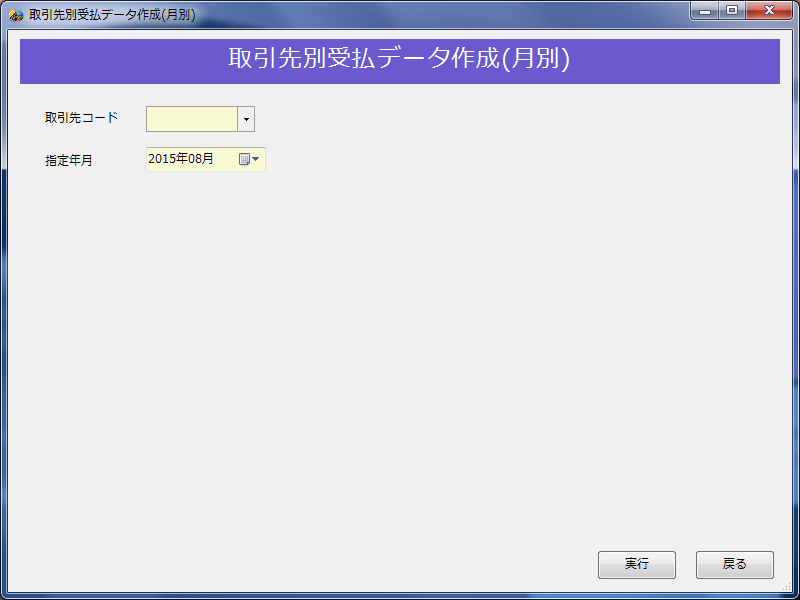 取引先別受払データ作成(月別)
取引先別受払データ作成(月別)
取引先コード
指定年月 2015年08月
実行 戻る